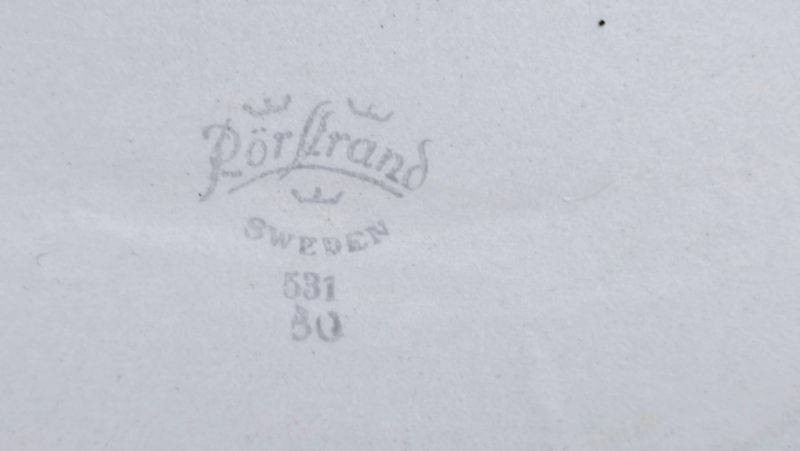 Rörstrand
SWEDEN
531
30